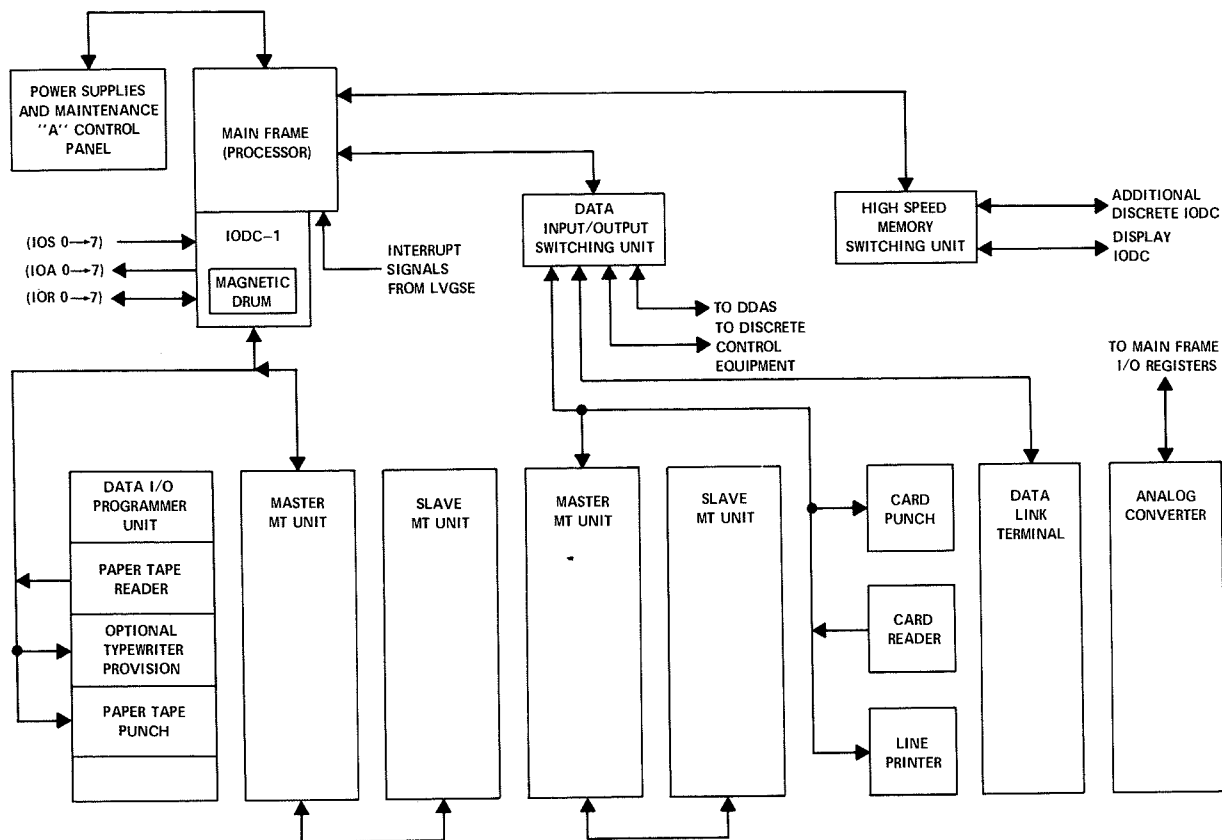 POWER SUPPLIES
AND MAINTENANCE
"A" CONTROL
PANEL
MAIN FRAME
(PROCESSOR)
DATA
INPUT/OUTPUT
SWITCHING UNIT
HIGH SPEED
MEMORY
SWITCHING UNIT
ADDITIONAL
DISCRETE IODC
DISPLAY
IODC
(IOS 0→7)
(IOA 0→7)
(IOR 0→7)
IODC-1
MAGNETIC
DRUM
INTERRUPT
SIGNALS
FROM LVGSE
TO DDAS
TO DISCRETE
CONTROL
EQUIPMENT
TO MAIN FRAME
I/O REGISTERS
DATA I/O
PROGRAMMER
UNIT
PAPER TAPE
READER
OPTIONAL
TYPEWRITER
PROVISION
PAPER TAPE
PUNCH
MASTER
MT UNIT
SLAVE
MT UNIT
MASTER
MT UNIT
SLAVE
MT UNIT
CARD
PUNCH
CARD
READER
LINE
PRINTER
DATA
LINK
TERMINAL
ANALOG
CONVERTER